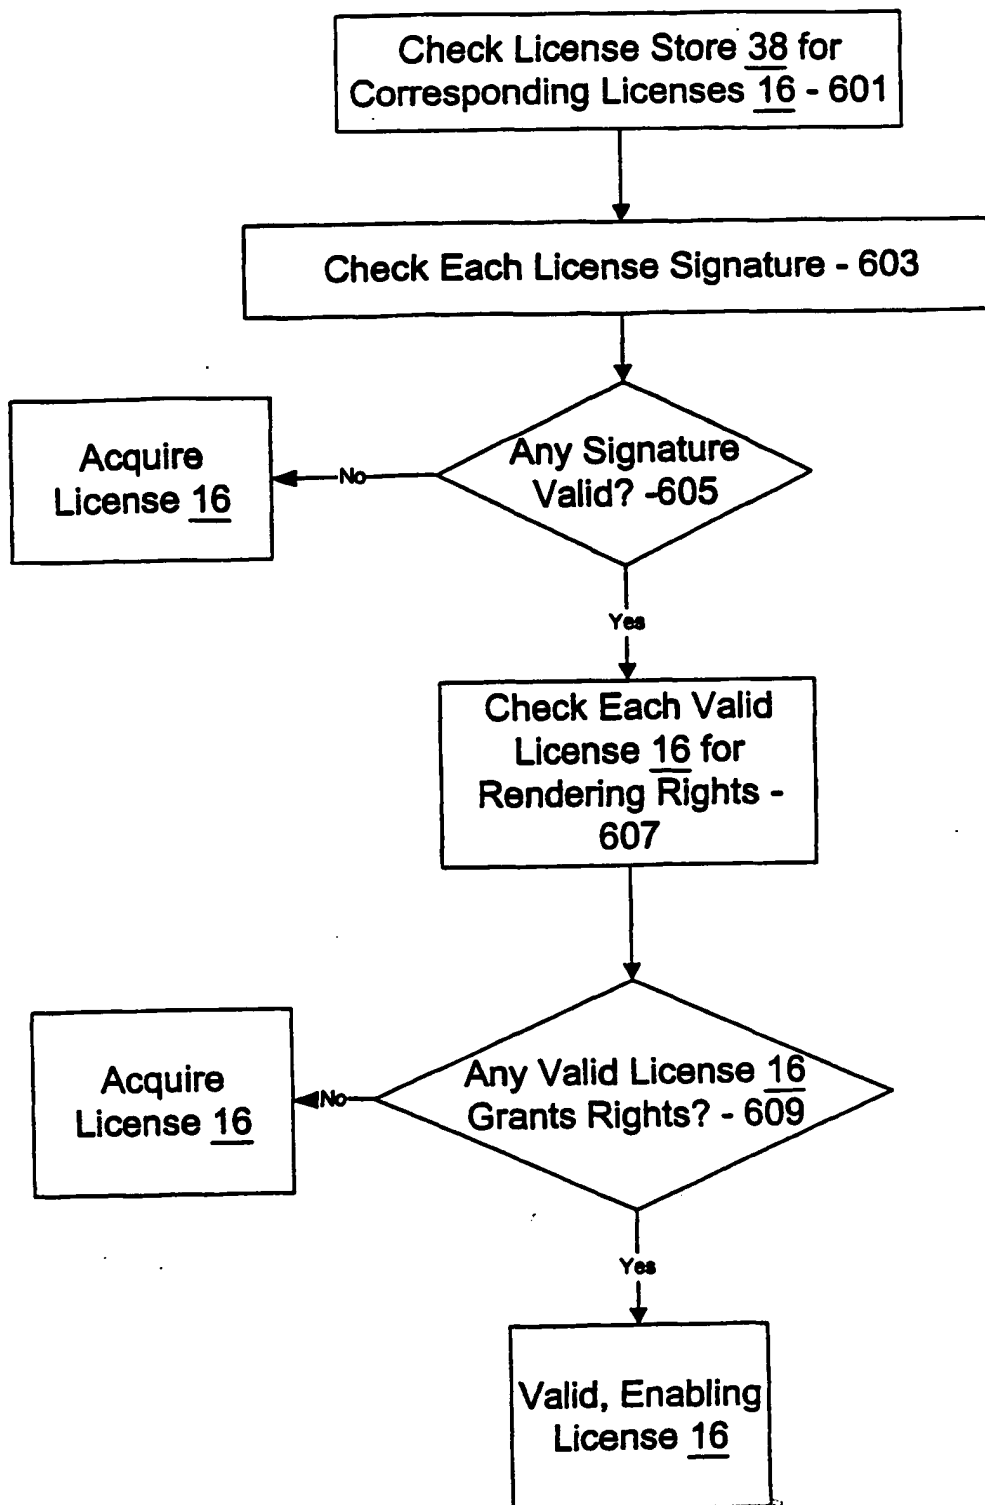 Check License Store 38 for
Corresponding Licenses 16 - 601
Check Each License Signature - 603
Any Signature
Valid? -605
No
Acquire
License 16
Yes
Check Each Valid
License 16 for
Rendering Rights -
607
Any Valid License 16
Grants Rights? - 609
No
Acquire
License 16
Yes
Valid, Enabling
License 16